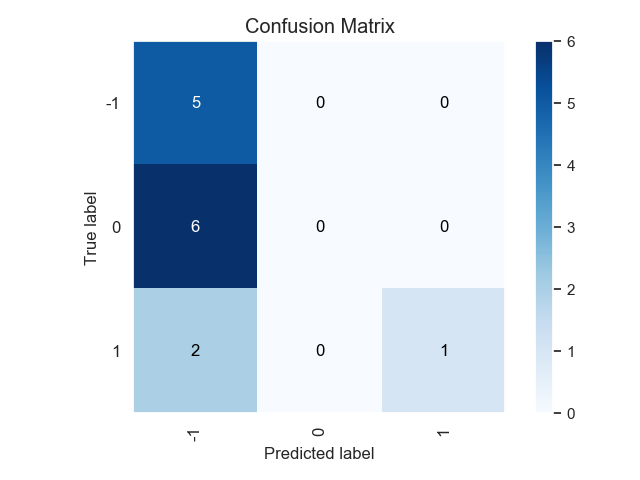 Confusion Matrix
True label
-1 5 0 0
0 6 0 0
1 2 0 1
-1 0 1
Predicted label
6
5
4
3
2
1
0